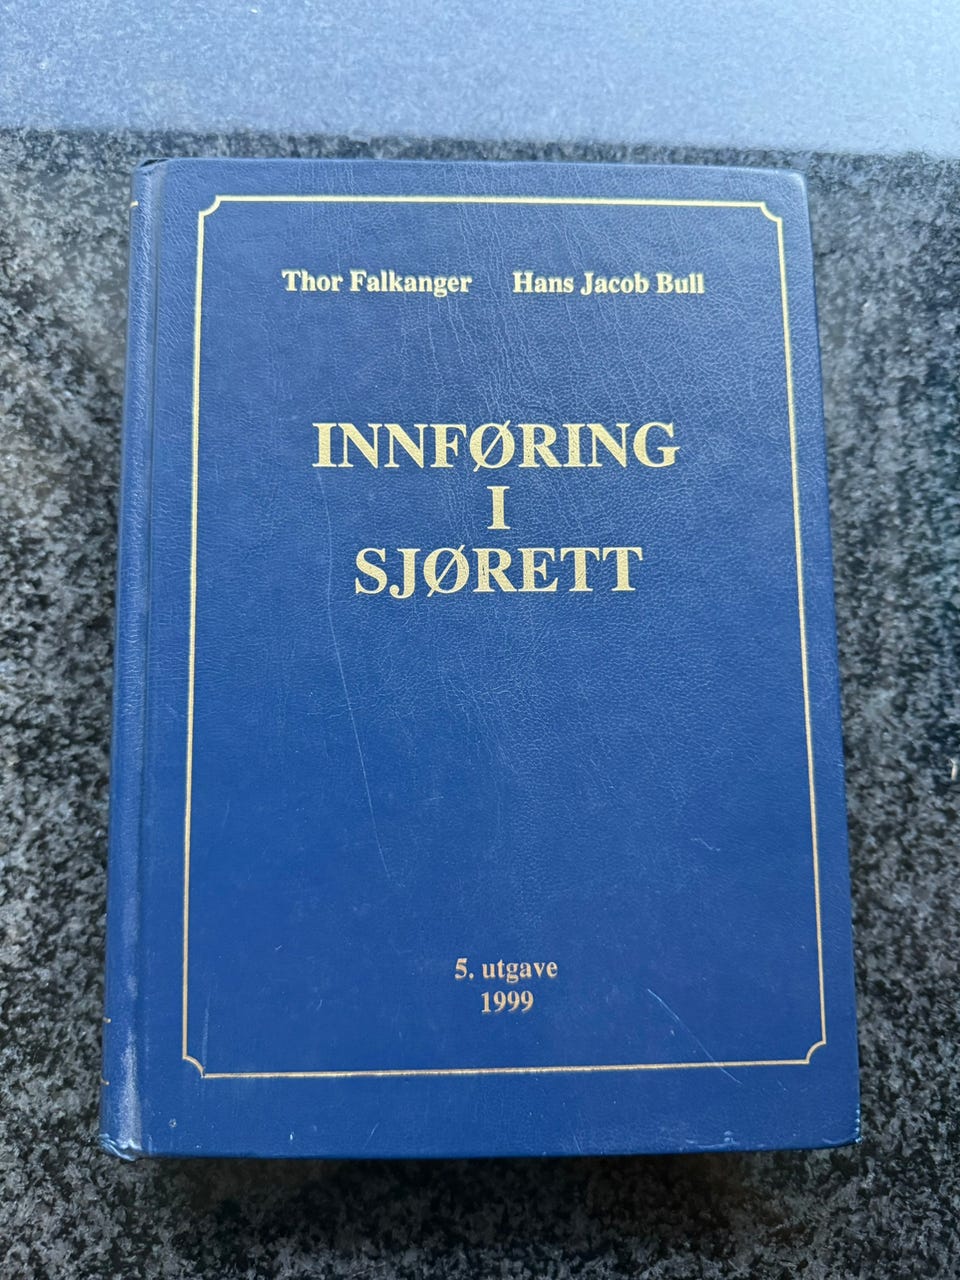 Thor Falkanger Hans Jacob Bull
INNFØRING
I
SJØRETT
5. utgave
1999